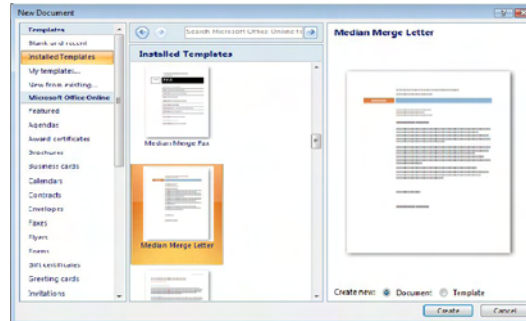 New Document
Templates
Blank and recent
Installed Templates
My templates...
New from existing...
Microsoft Office Online
Featured
Agendas
Award certificates
Brochures
Business cards
Calendars
Contracts
Envelopes
Faxes
Flyers
Forms
Gift certificates
Greeting cards
Invitations
Search Microsoft Office Online
Installed Templates
FAX
Median Merge Fax
Median Merge Letter
Median Merge Letter
Create new: Document Template
Create Cancel